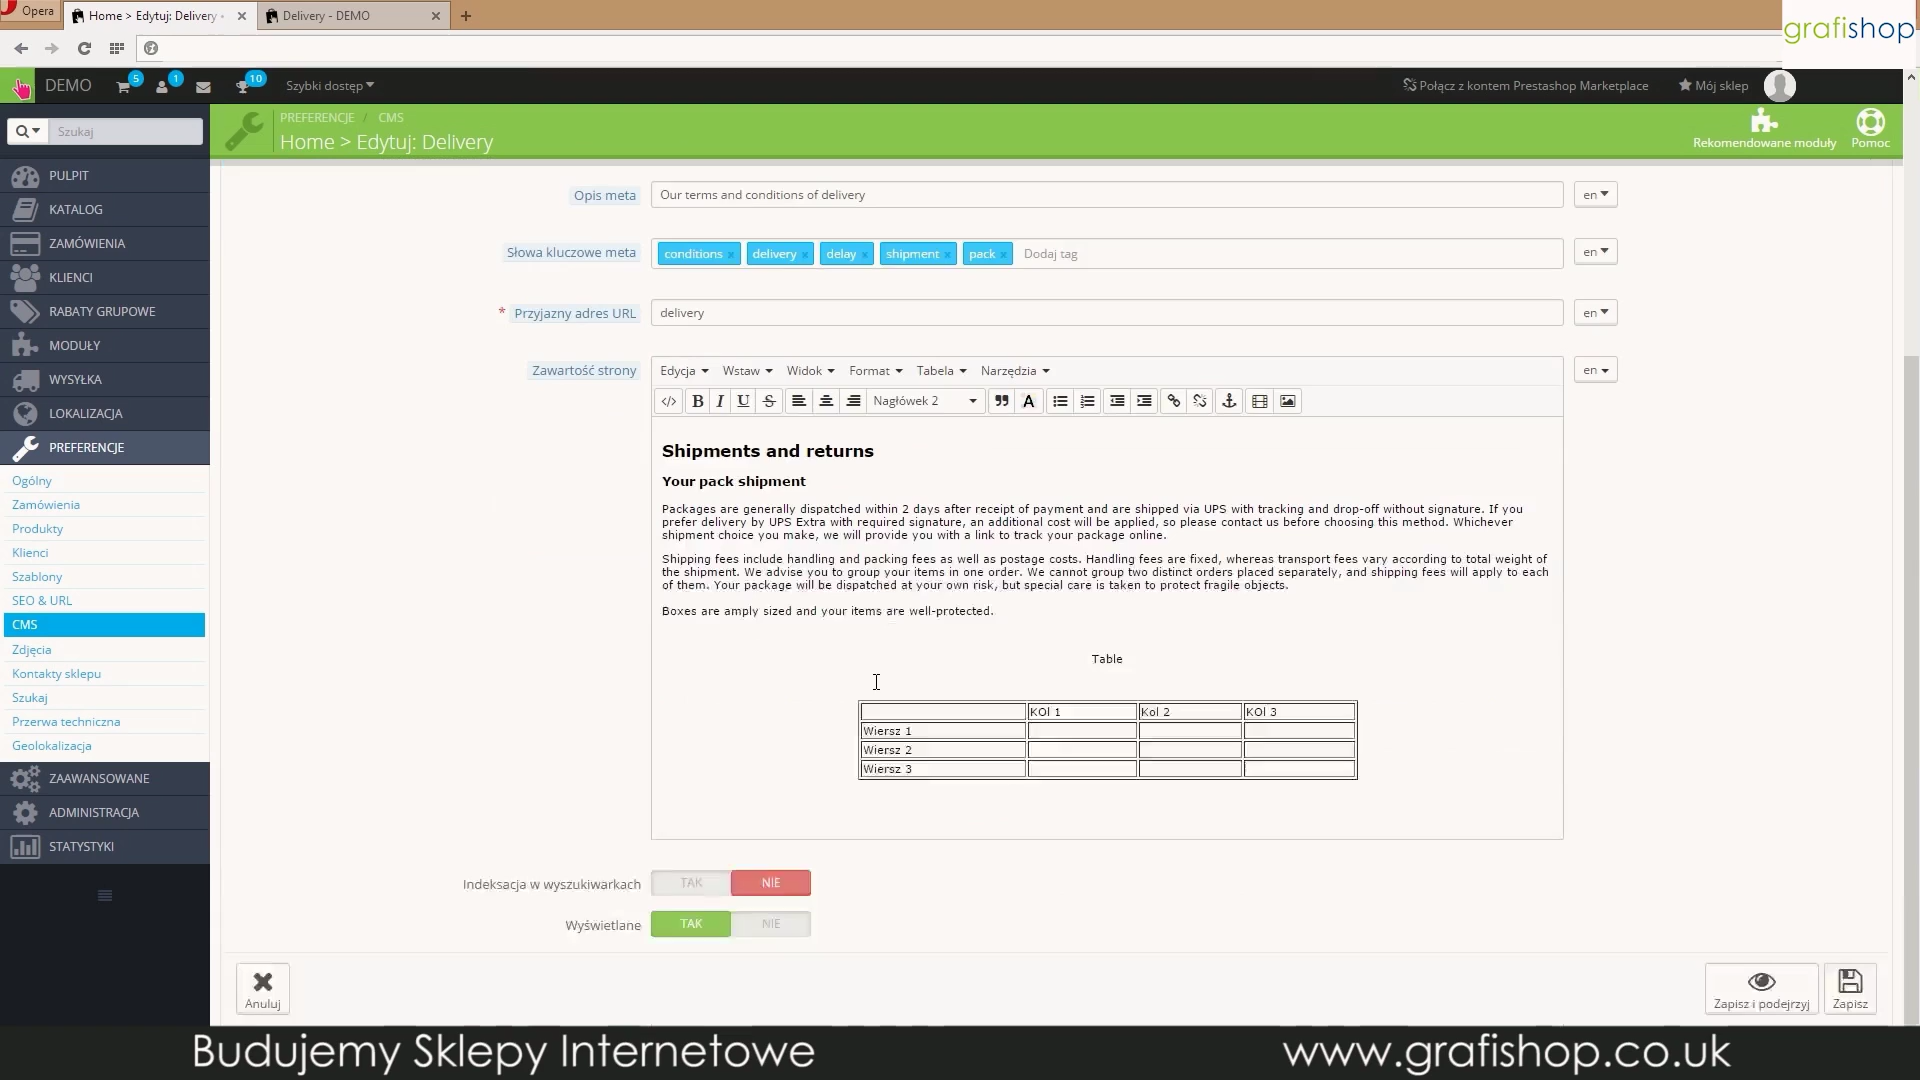 Opera
Home > Edytuj: Delivery
Delivery - DEMO
grafishop
DEMO
5
1
10
Szybki dostęp
Połącz z kontem Prestashop Marketplace
Mój sklep
Szukaj
PREFERENCJE / CMS
Home > Edytuj: Delivery
Rekomendowane moduły
Pomoc
PULPIT
KATALOG
ZAMÓWIENIA
KLIENCI
RABATY GRUPOWE
MODUŁY
WYSYŁKA
LOKALIZACJA
PREFERENCJE
Ogólny
Zamówienia
Produkty
Klienci
Szablony
SEO & URL
CMS
Zdjęcia
Kontakty sklepu
Szukaj
Przerwa techniczna
Geolokalizacja
ZAAWANSOWANE
ADMINISTRACJA
STATYSTYKI
Opis meta
Our terms and conditions of delivery
en
Słowa kluczowe meta
conditions × delivery × delay × shipment × pack × Dodaj tag
en
* Przyjazny adres URL
delivery
en
Zawartość strony
Edycja Wstaw Widok Format Tabela Narzędzia
en
</> B I U S Nagłówek 2 A
Shipments and returns
Your pack shipment
Packages are generally dispatched within 2 days after receipt of payment and are shipped via UPS with tracking and drop-off without signature. If you
prefer delivery by UPS Extra with required signature, an additional cost will be applied, so please contact us before choosing this method. Whichever
shipment choice you make, we will provide you with a link to track your package online.
Shipping fees include handling and packing fees as well as postage costs. Handling fees are fixed, whereas transport fees vary according to total weight of
the shipment. We advise you to group your items in one order. We cannot group two distinct orders placed separately, and shipping fees will apply to each
of them. Your package will be dispatched at your own risk, but special care is taken to protect fragile objects.
Boxes are amply sized and your items are well-protected.
Table
KOl 1 Kol 2 KOl 3
Wiersz 1
Wiersz 2
Wiersz 3
Indeksacja w wyszukiwarkach
TAK NIE
Wyświetlane
TAK NIE
Anuluj
Zapisz i podejrzyj
Zapisz
Budujemy Sklepy Internetowe
www.grafishop.co.uk